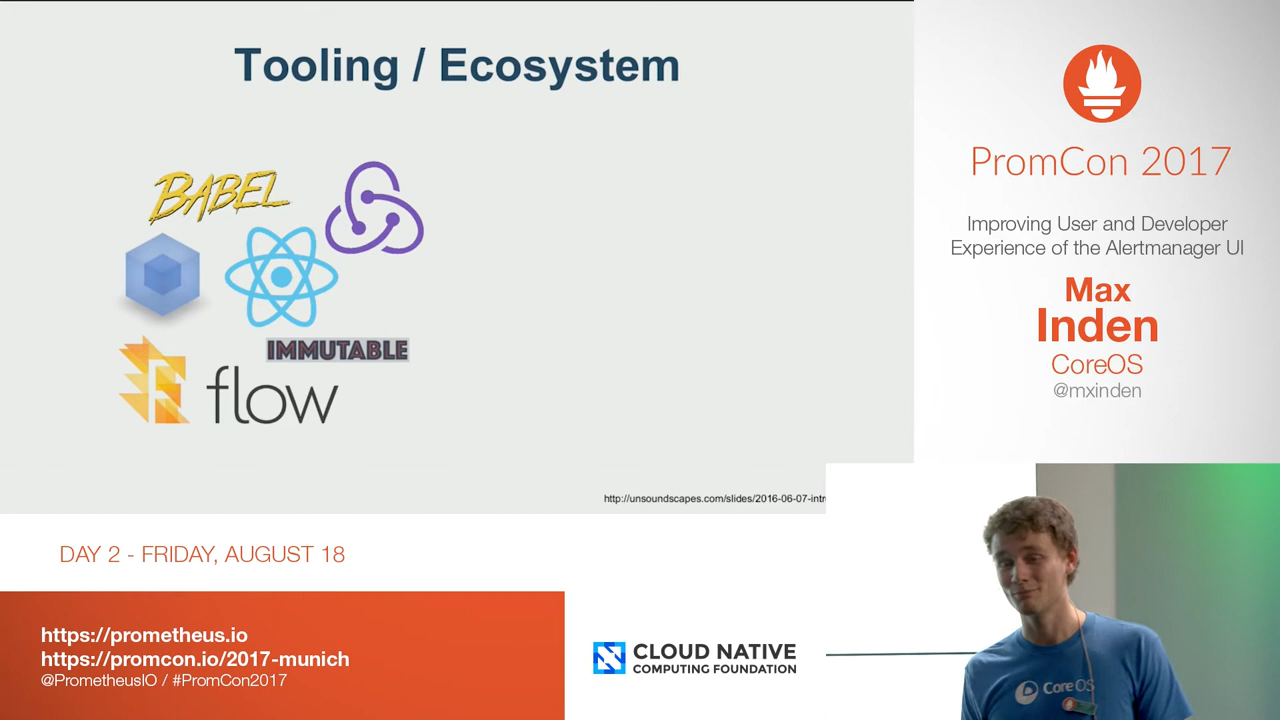 Tooling / Ecosystem
BABEL
IMMUTABLE
flow
http://unsoundscapes.com/slides/2016-06-07-intr
PromCon 2017
Improving User and Developer
Experience of the Alertmanager UI
Max
Inden
CoreOS
@mxinden
DAY 2 - FRIDAY, AUGUST 18
https://prometheus.io
https://promcon.io/2017-munich
@PrometheusIO / #PromCon2017
CLOUD NATIVE
COMPUTING FOUNDATION
CoreOS